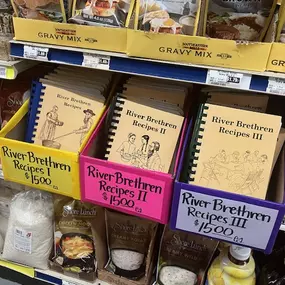 GRAVY MIX
GRAVY MIX
River Brethren
Recipes
River Brethren
Recipes II
River Brethren
Recipes III
River Brethren
Recipes I
$15.00
River Brethren
Recipes II
$15.00
River Brethren
Recipes III
$15.00